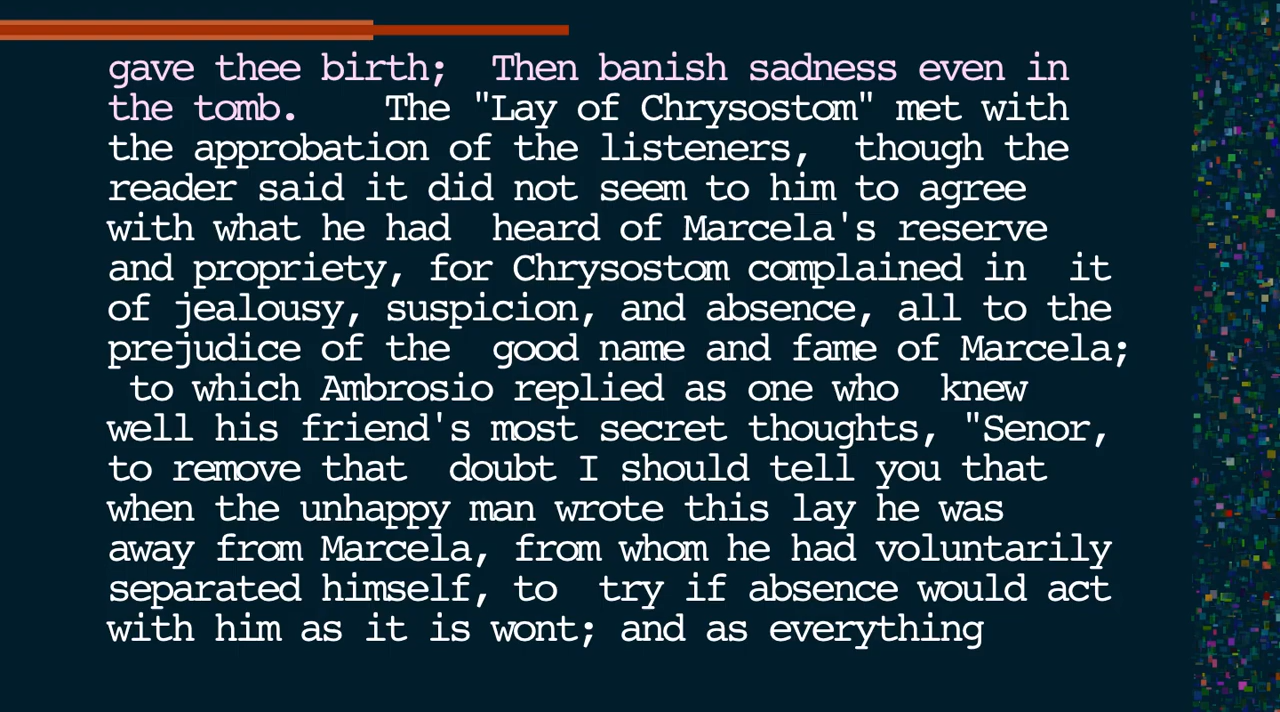 gave thee birth;  Then banish sadness even in
the tomb.    The "Lay of Chrysostom" met with
the approbation of the listeners,  though the
reader said it did not seem to him to agree
with what he had  heard of Marcela's reserve
and propriety, for Chrysostom complained in  it
of jealousy, suspicion, and absence, all to the
prejudice of the  good name and fame of Marcela;
 to which Ambrosio replied as one who  knew
well his friend's most secret thoughts, "Senor,
to remove that  doubt I should tell you that
when the unhappy man wrote this lay he was
away from Marcela, from whom he had voluntarily
separated himself, to  try if absence would act
with him as it is wont; and as everything